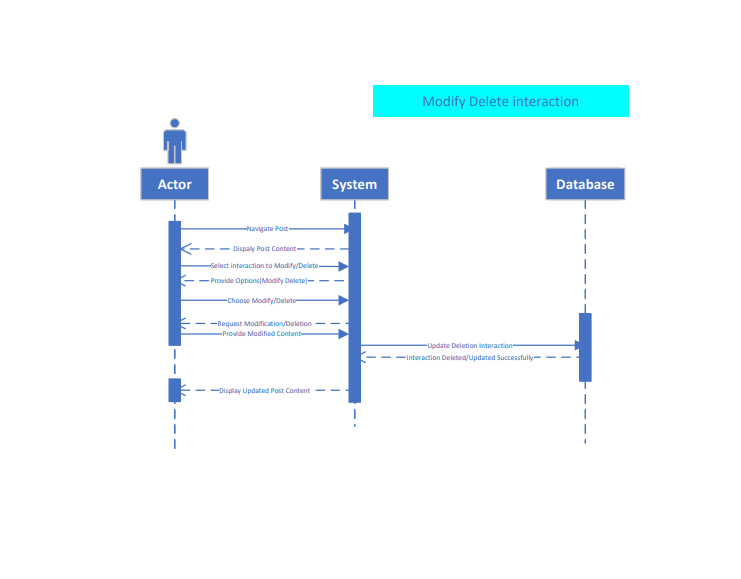 Modify Delete interaction
Actor
System
Database
Navigate Post
Dispaly Post Content
Select interaction to Modify/Delete
Provide Options(Modify Delete)
Choose Modify/Delete
Request Modification/Deletion
Provide Modified Content
Update Deletion Interaction
Interaction Deleted/Updated Successfully
Display Updated Post Content